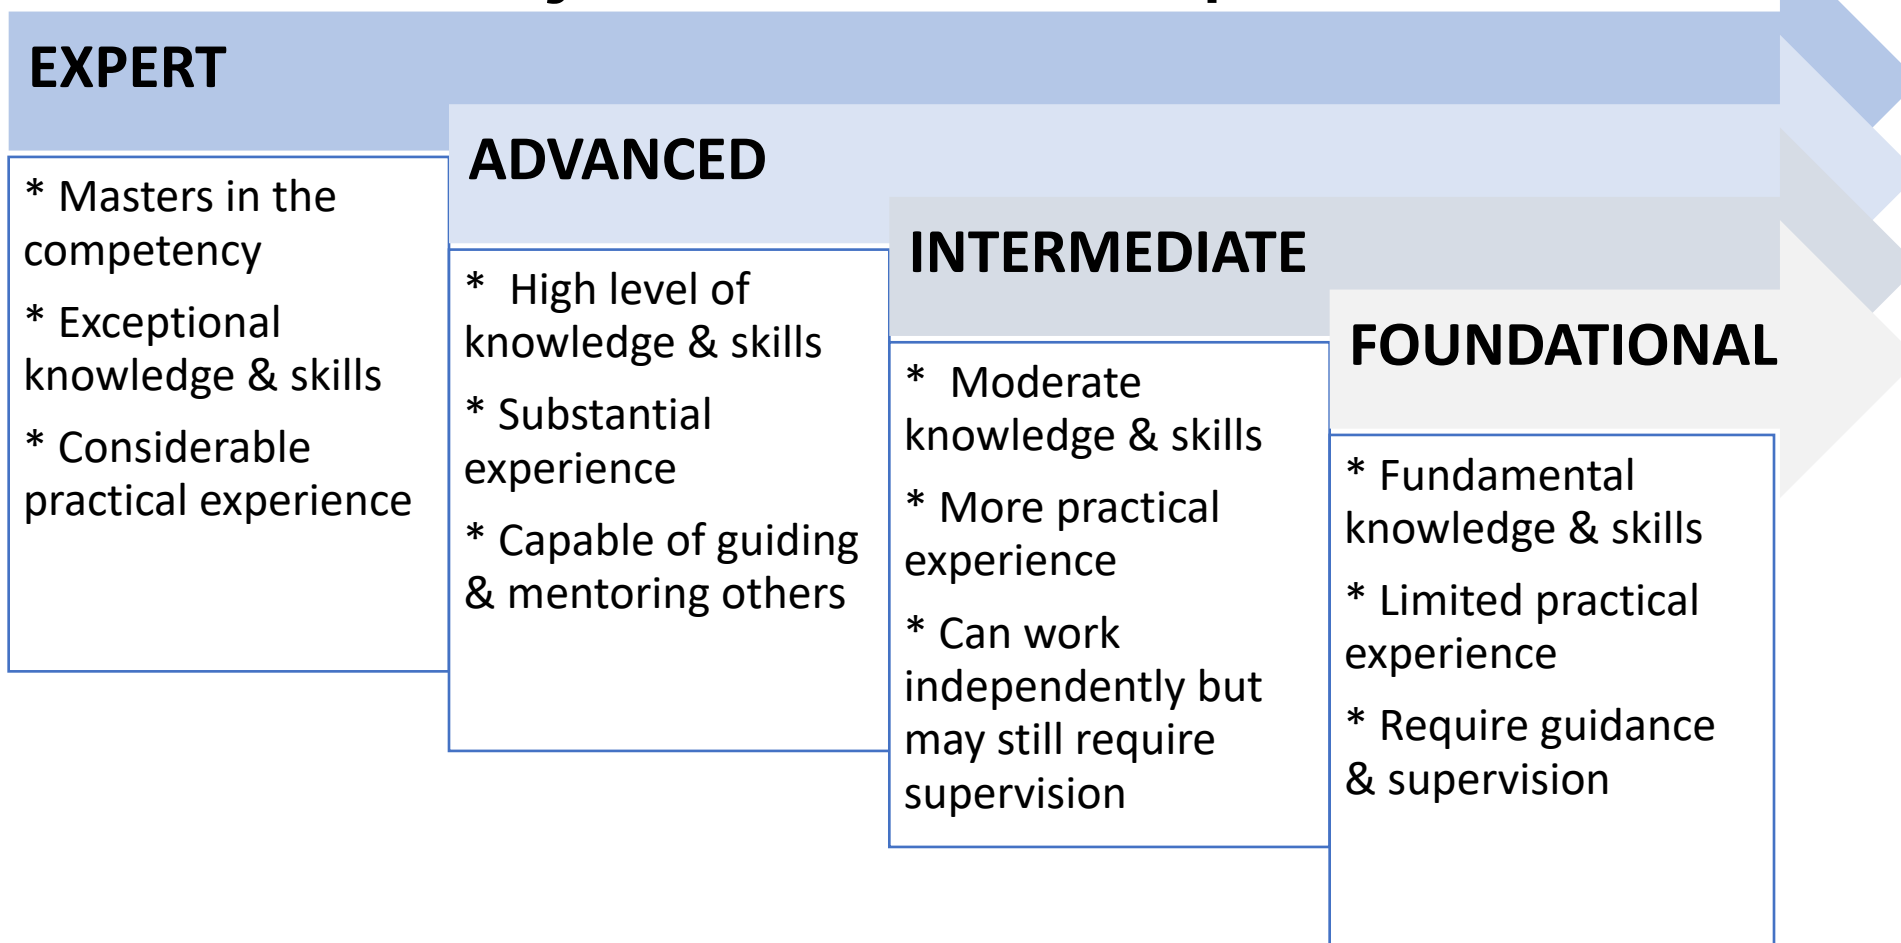 EXPERT
* Masters in the
competency
* Exceptional
knowledge & skills
* Considerable
practical experience
ADVANCED
*  High level of
knowledge & skills
* Substantial
experience
* Capable of guiding
& mentoring others
INTERMEDIATE
*  Moderate
knowledge & skills
* More practical
experience
* Can work
independently but
may still require
supervision
FOUNDATIONAL
* Fundamental
knowledge & skills
* Limited practical
experience
* Require guidance
& supervision